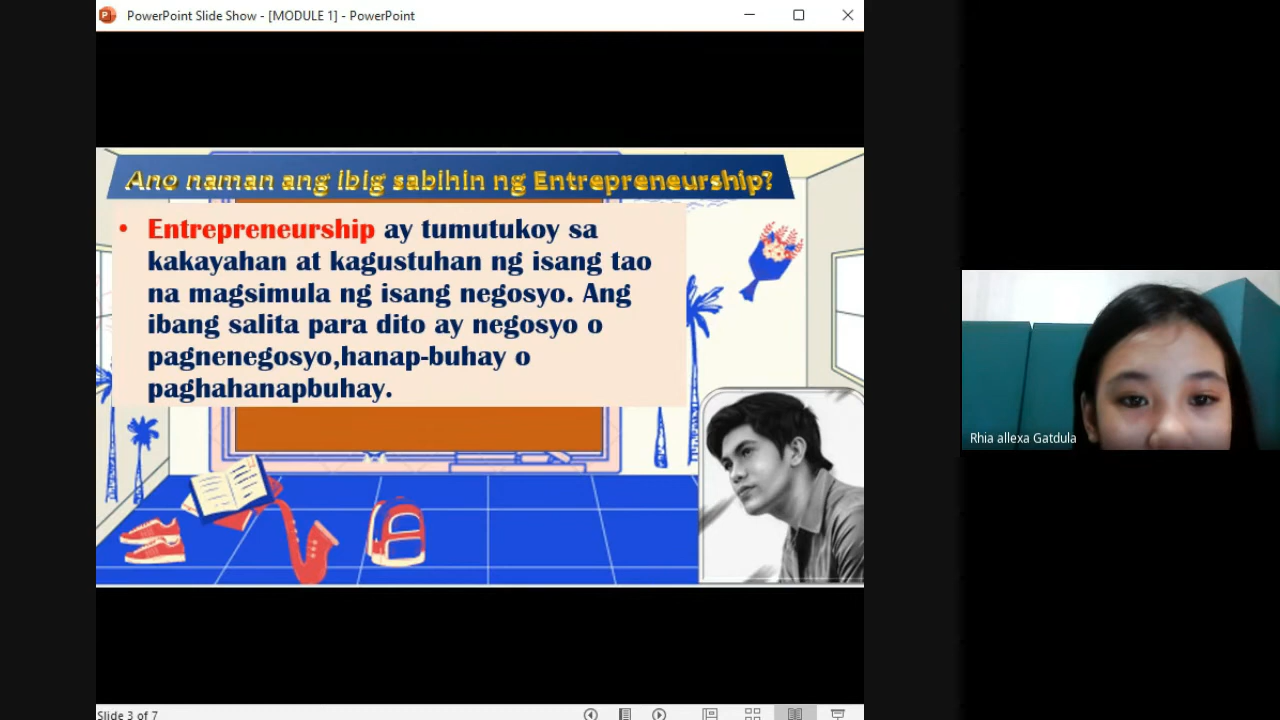 PowerPoint Slide Show - [MODULE 1] - PowerPoint
Ano naman ang ibig sabihin ng Entrepreneurship?
• Entrepreneurship ay tumutukoy sa
kakayahan at kagustuhan ng isang tao
na magsimula ng isang negosyo. Ang
ibang salita para dito ay negosyo o
pagnenegosyo,hanap-buhay o
paghahanapbuhay.
Rhia allexa Gatdula
Slide 3 of 7